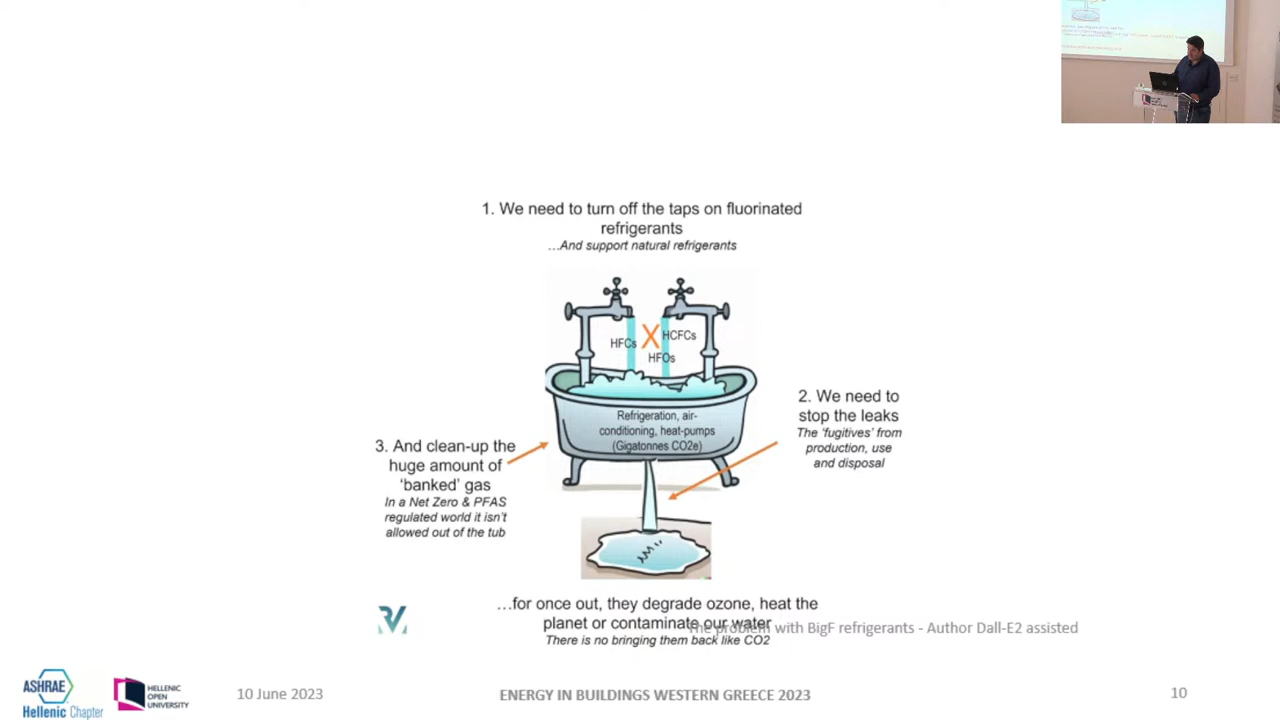 1. We need to turn off the taps on fluorinated
refrigerants
...And support natural refrigerants
HFCs
X
HCFCs
HFOs
Refrigeration, air-
conditioning, heat-pumps
(Gigatonnes CO2e)
2. We need to
stop the leaks
The 'fugitives' from
production, use
and disposal
3. And clean-up the
huge amount of
'banked' gas
In a Net Zero & PFAS
regulated world it isn't
allowed out of the tub
...for once out, they degrade ozone, heat the
planet or contaminate our water
The problem with BigF refrigerants - Author Dall-E2 assisted
There is no bringing them back like CO2
ASHRAE
Hellenic Chapter
HELLENIC
OPEN
UNIVERSITY
10 June 2023
ENERGY IN BUILDINGS WESTERN GREECE 2023
10